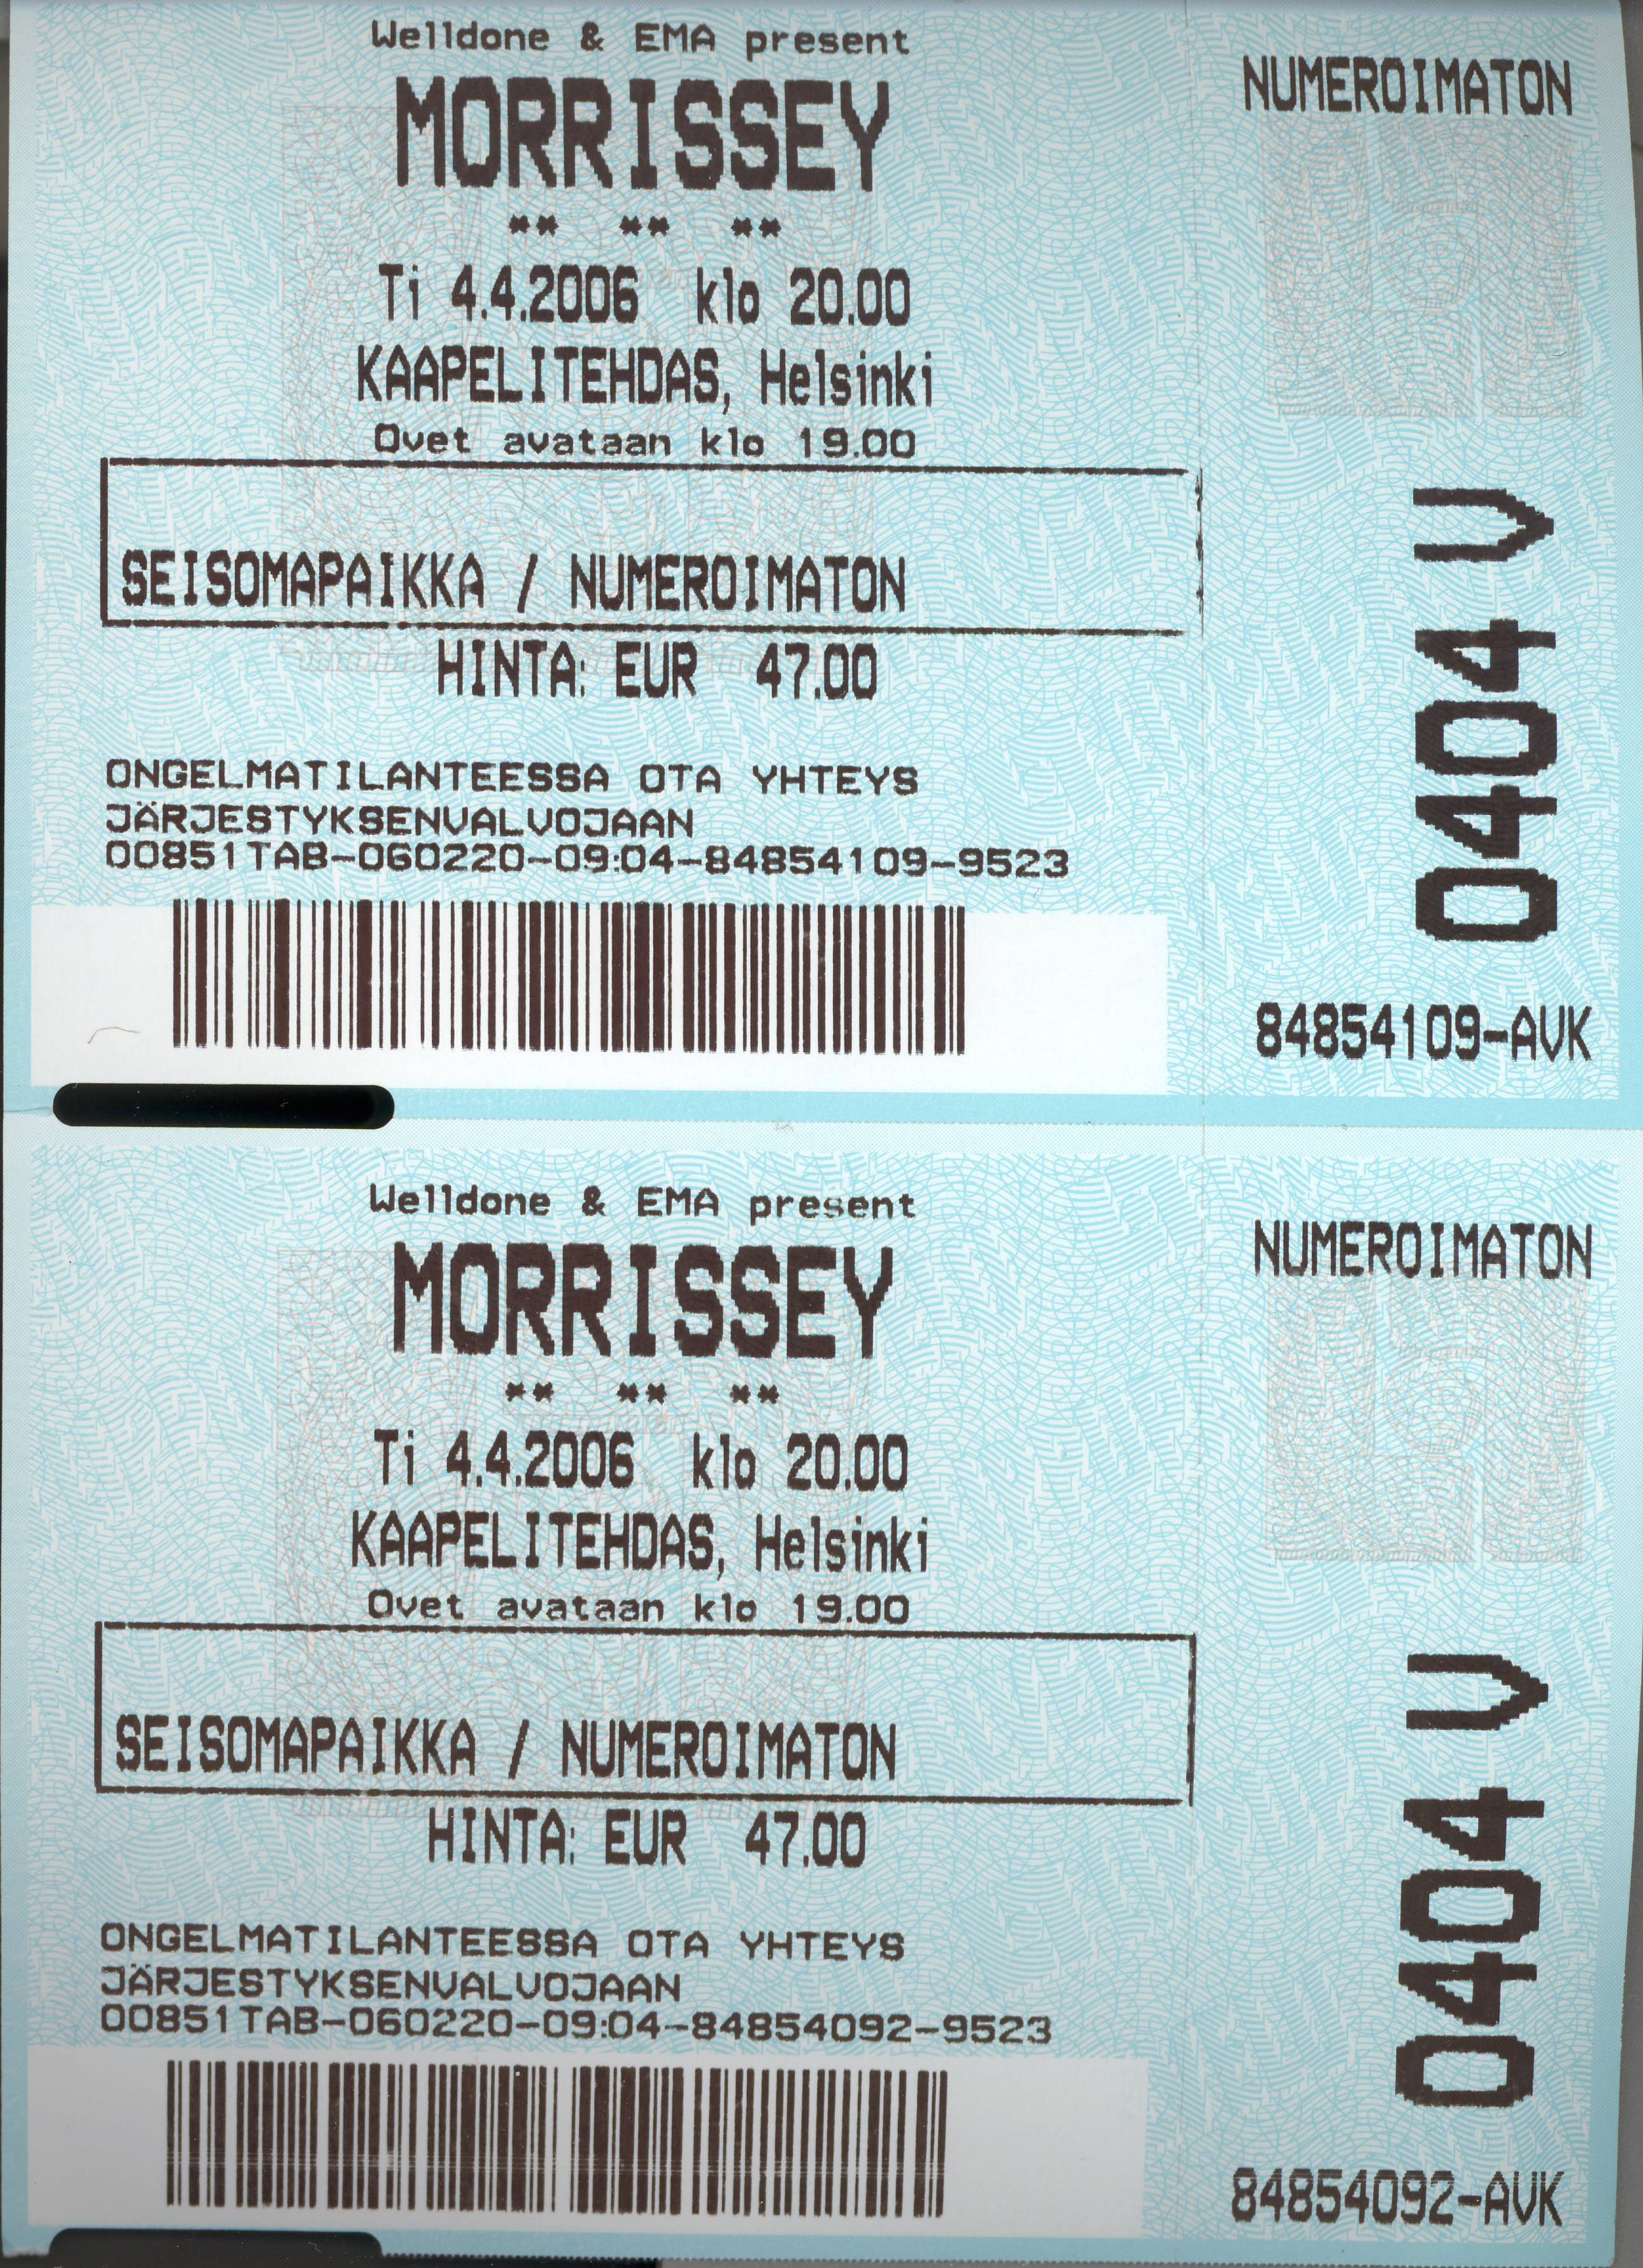 Welldone & EMA present
MORRISSEY
** ** **
Ti 4.4.2006 klo 20.00
KAAPELITEHDAS, Helsinki
Ovet avataan klo 19.00
SEISOMAPAIKKA / NUMEROIMATON
HINTA: EUR 47.00
ONGELMATILANTEESSA OTA YHTEYS
JÄRJESTYKSENVALVOJAAN
00851TAB-060220-09:04-84854109-9523
NUMEROIMATON
0404 V
84854109-AVK
Welldone & EMA present
MORRISSEY
** ** **
Ti 4.4.2006 klo 20.00
KAAPELITEHDAS, Helsinki
Ovet avataan klo 19.00
SEISOMAPAIKKA / NUMEROIMATON
HINTA: EUR 47.00
ONGELMATILANTEESSA OTA YHTEYS
JÄRJESTYKSENVALVOJAAN
00851TAB-060220-09:04-84854092-9523
NUMEROIMATON
0404 V
84854092-AVK